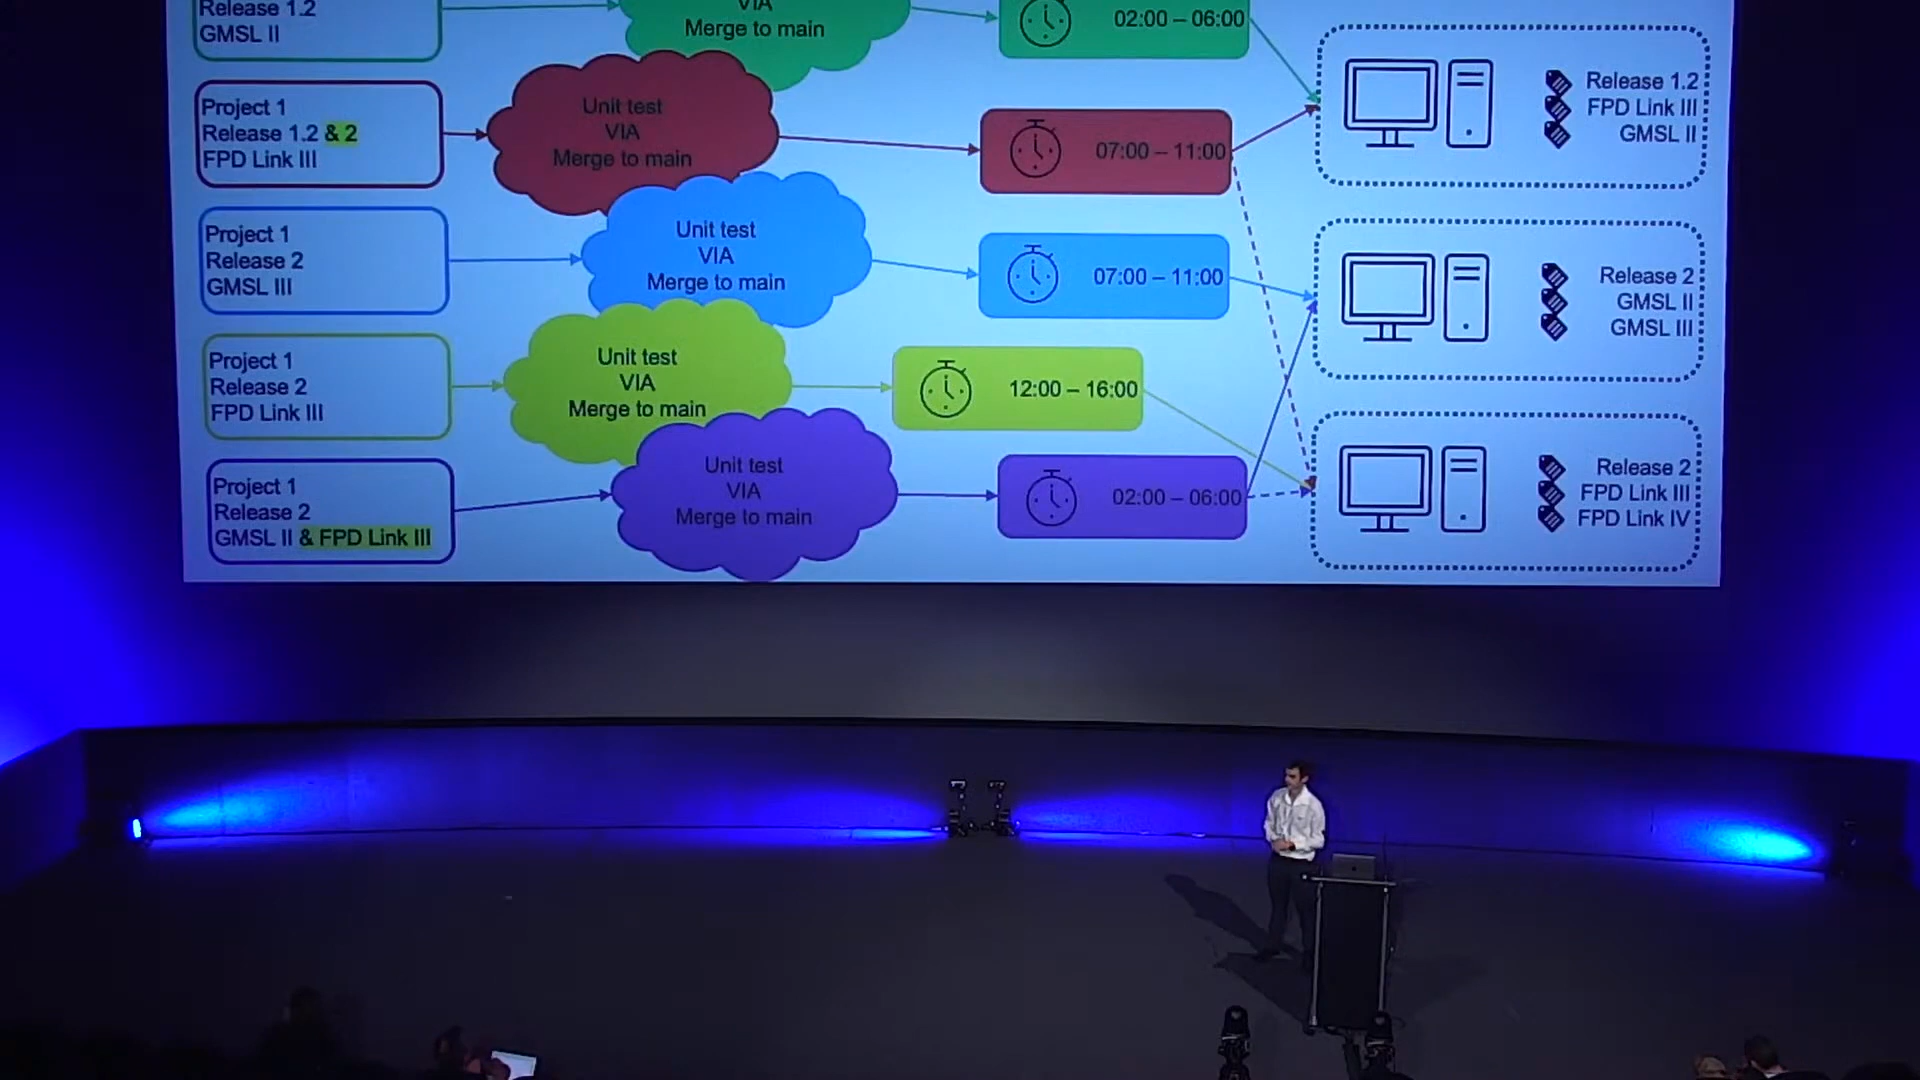 Release 1.2
GMSL II
VIA
Merge to main
02:00 – 06:00
Project 1
Release 1.2 & 2
FPD Link III
Unit test
VIA
Merge to main
07:00 – 11:00
Release 1.2
FPD Link III
GMSL II
Project 1
Release 2
GMSL III
Unit test
VIA
Merge to main
07:00 – 11:00
Release 2
GMSL II
GMSL III
Project 1
Release 2
FPD Link III
Unit test
VIA
Merge to main
12:00 – 16:00
Project 1
Release 2
GMSL II & FPD Link III
Unit test
VIA
Merge to main
02:00 – 06:00
Release 2
FPD Link III
FPD Link IV